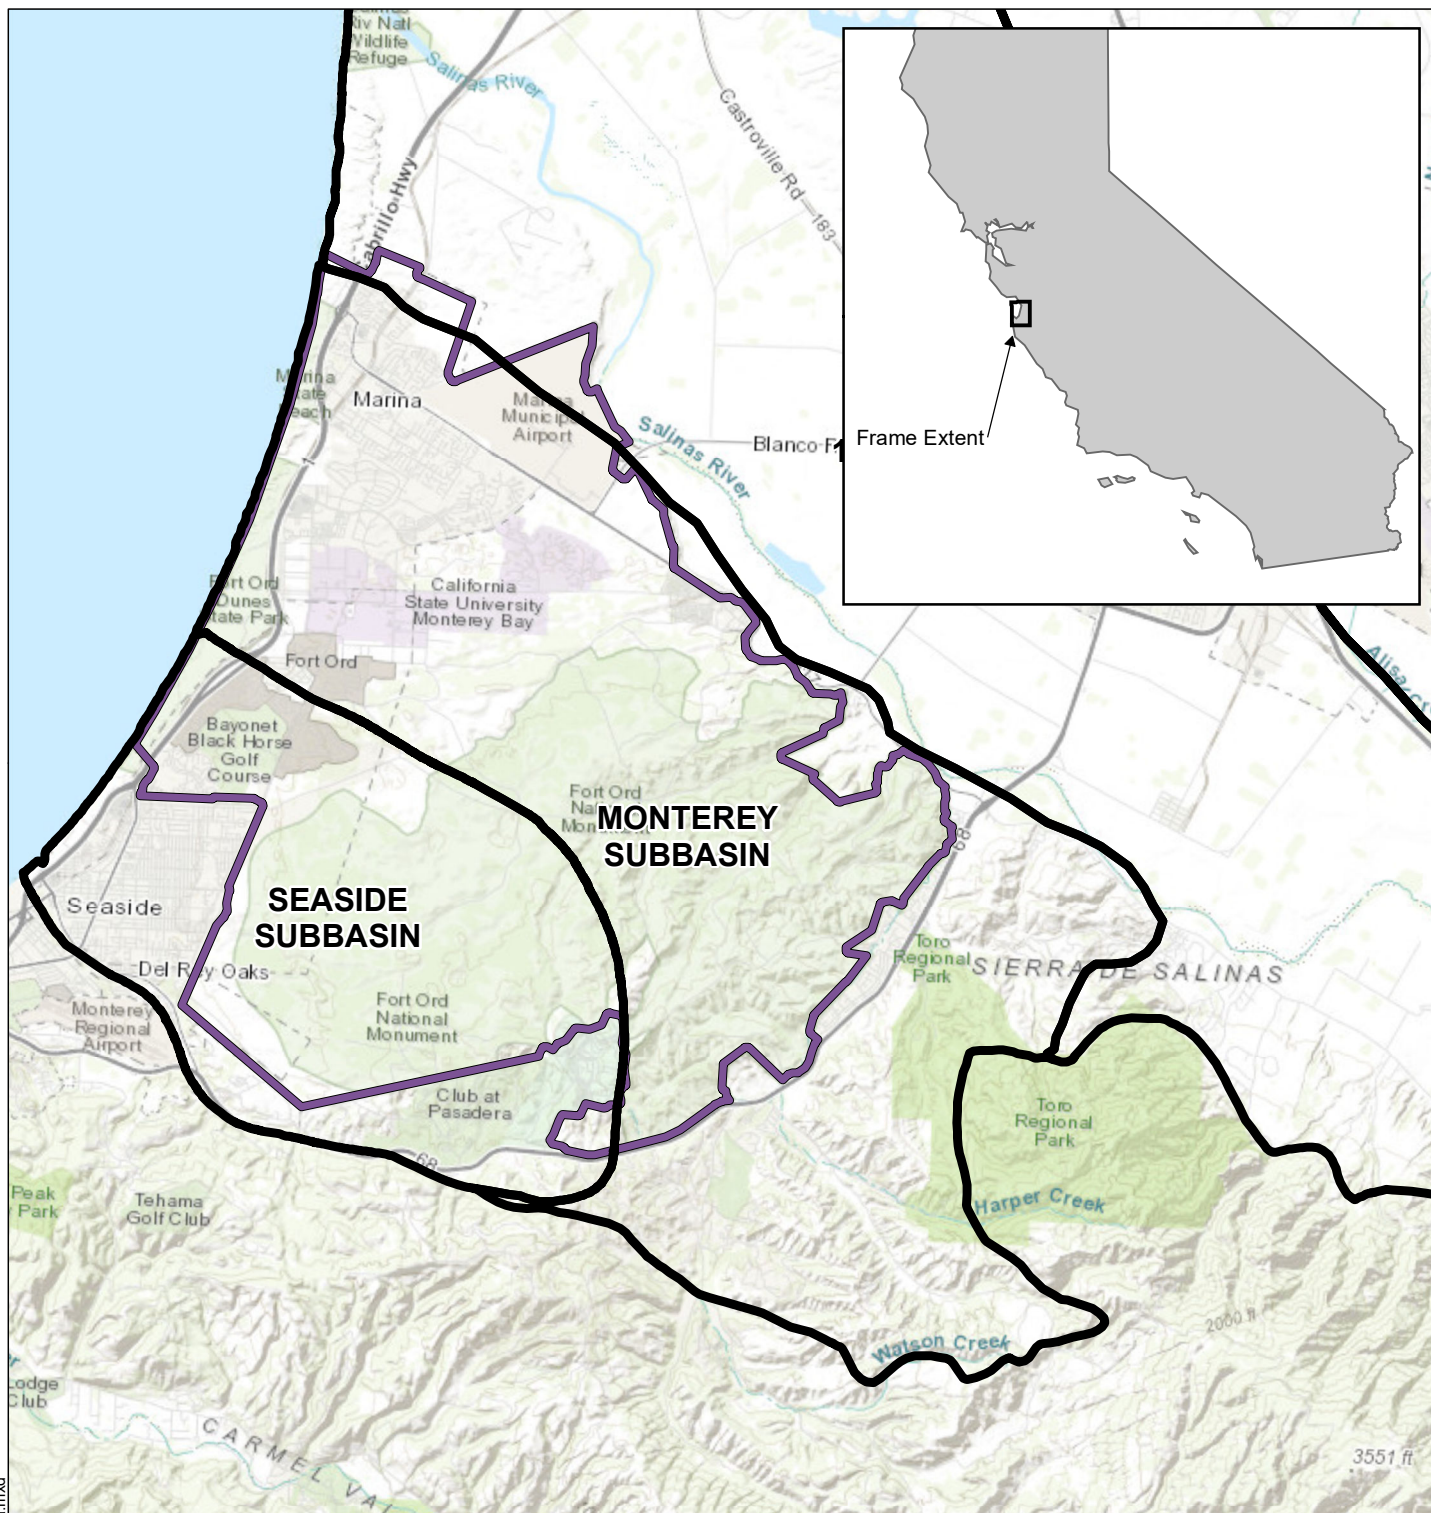 Riv Natl
Wildlife
Refuge
Salinas River
Castroville Rd
183
Cabrillo Hwy
Frame Extent
Marina
State
Beach
Marina
Marina
Municipal
Airport
Salinas River
Blanco
1
Fort Ord
Dunes
State Park
California
State University
Monterey Bay
Fort Ord
Bayonet
Black Horse
Golf
Course
Fort Ord
National
Monument
MONTEREY
SUBBASIN
68
SEASIDE
SUBBASIN
Seaside
Del Rey Oaks
Toro
Regional
Park
SIERRA DE SALINAS
Fort Ord
National
Monument
Monterey
Regional
Airport
Club at
Pasadera
Toro
Regional
Park
68
Peak
Park
Tehama
Golf Club
Harper Creek
2000 ft
Watson Creek
Lodge
Club
CARMEL VAL
3551 ft
.mxd